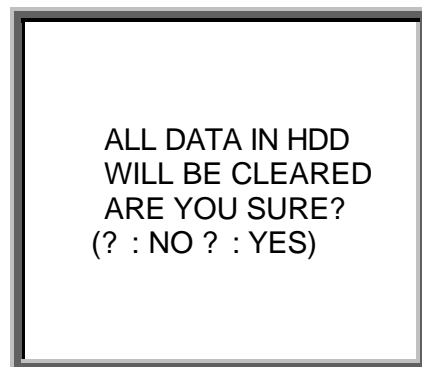 ALL DATA IN HDD
WILL BE CLEARED
ARE YOU SURE?
(? : NO ? : YES)